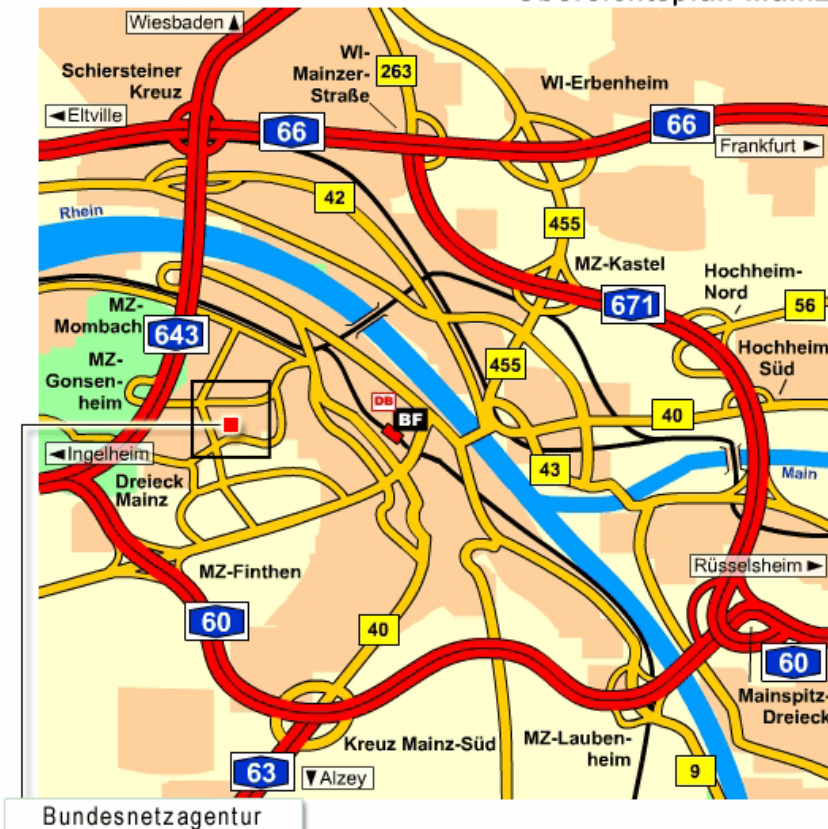 Wiesbaden ▲
Schiersteiner
Kreuz
◄Eltville
WI-
Mainzer-
Straße
263
WI-Erbenheim
66
66
Frankfurt ►
42
Rhein
455
MZ-Kastel
Hochheim-
Nord
671
56
MZ-
Mombach
643
MZ-
Gonsen-
heim
455
Hochheim
Süd
DB
BF
40
◄Ingelheim
43
Main
Dreieck
Mainz
MZ-Finthen
Rüsselsheim ►
60
40
60
Mainspitz-
Dreieck
Kreuz Mainz-Süd
MZ-Lauben-
heim
63
▼Alzey
9
Bundesnetzagentur